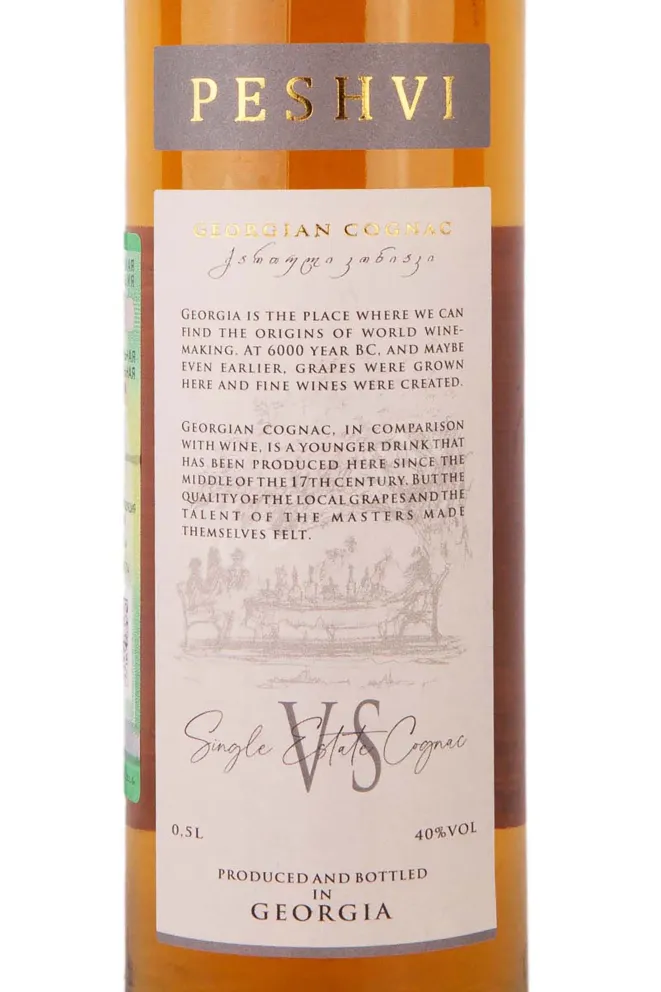 PESHVI
GEORGIAN COGNAC
ქართული კონიაკი
GEORGIA IS THE PLACE WHERE WE CAN
FIND THE ORIGINS OF WORLD WINE-
MAKING. AT 6000 YEAR BC, AND MAYBE
EVEN EARLIER, GRAPES WERE GROWN
HERE AND FINE WINES WERE CREATED.
GEORGIAN COGNAC, IN COMPARISON
WITH WINE, IS A YOUNGER DRINK THAT
HAS BEEN PRODUCED HERE SINCE THE
MIDDLE OF THE 17TH CENTURY. BUT THE
QUALITY OF THE LOCAL GRAPES AND THE
TALENT OF THE MASTERS MADE
THEMSELVES FELT.
VS
Single Estate Cognac
0,5L 40%VOL
PRODUCED AND BOTTLED
IN
GEORGIA